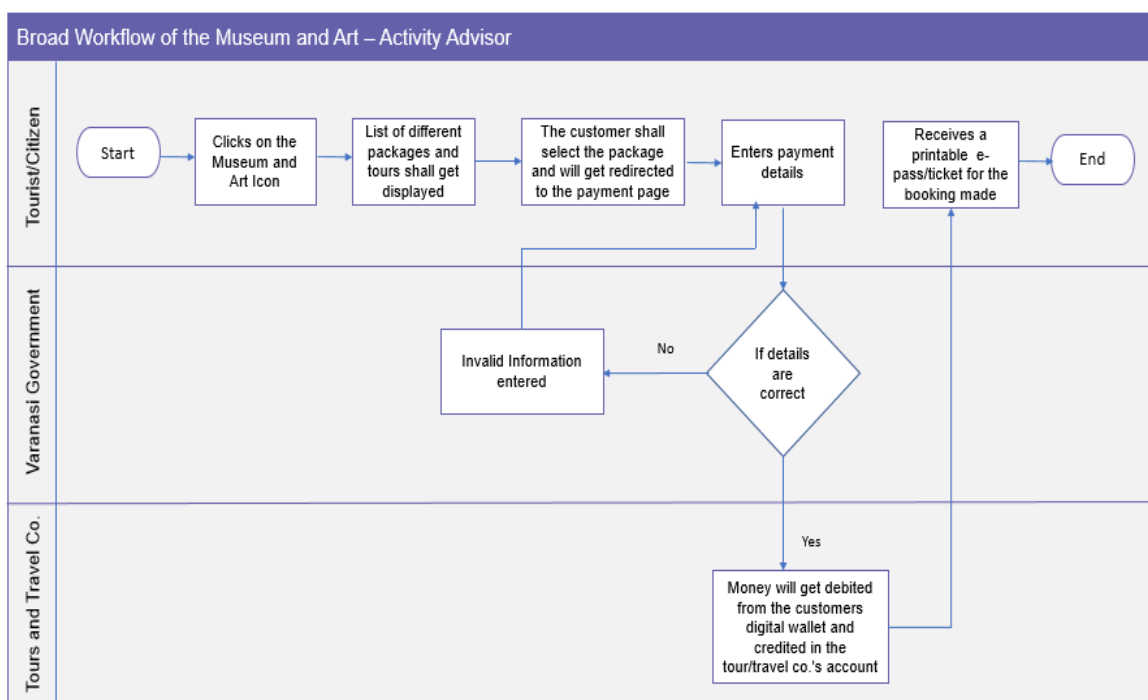 Broad Workflow of the Museum and Art – Activity Advisor
Tourist/Citizen
Start
Clicks on the
Museum and
Art Icon
List of different
packages and
tours shall get
displayed
The customer shall
select the package
and will get redirected
to the payment page
Enters payment
details
Receives a
printable e-
pass/ticket for the
booking made
End
Varanasi Government
Invalid Information
entered
No
If details
are
correct
Tours and Travel Co.
Yes
Money will get debited
from the customers
digital wallet and
credited in the
tour/travel co.'s account